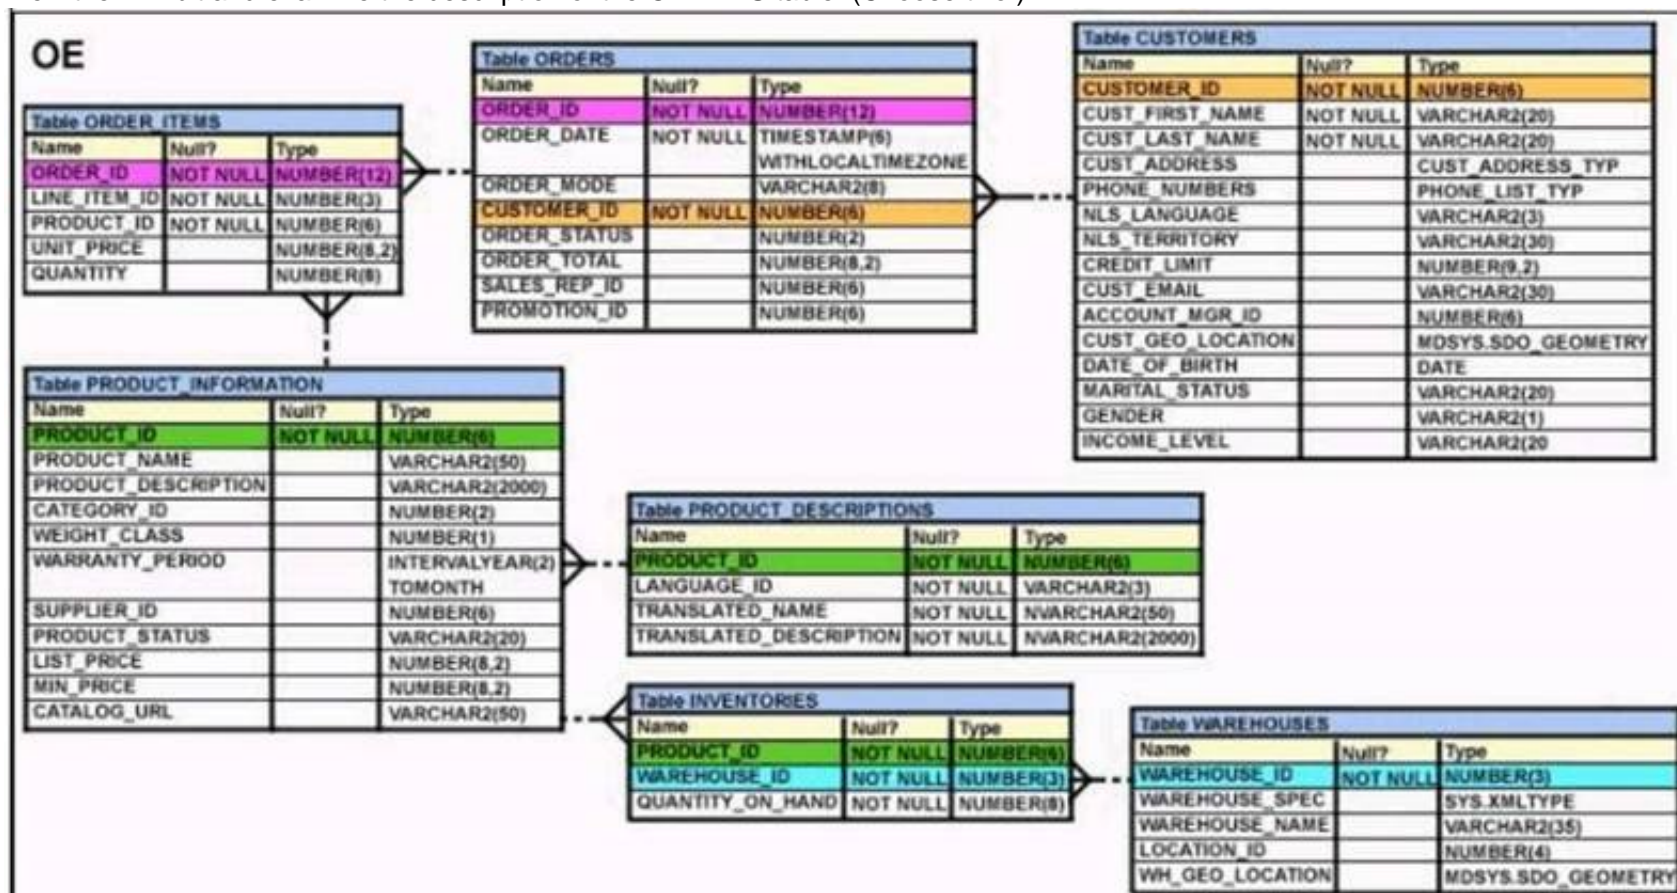 OE
Table ORDER_ITEMS
Name Null? Type
ORDER_ID NOT NULL NUMBER(12)
LINE_ITEM_ID NOT NULL NUMBER(3)
PRODUCT_ID NOT NULL NUMBER(6)
UNIT_PRICE NUMBER(8,2)
QUANTITY NUMBER(8)
Table ORDERS
Name Null? Type
ORDER_ID NOT NULL NUMBER(12)
ORDER_DATE NOT NULL TIMESTAMP(6)
WITHLOCALTIMEZONE
ORDER_MODE VARCHAR2(8)
CUSTOMER_ID NOT NULL NUMBER(6)
ORDER_STATUS NUMBER(2)
ORDER_TOTAL NUMBER(8,2)
SALES_REP_ID NUMBER(6)
PROMOTION_ID NUMBER(6)
Table CUSTOMERS
Name Null? Type
CUSTOMER_ID NOT NULL NUMBER(6)
CUST_FIRST_NAME NOT NULL VARCHAR2(20)
CUST_LAST_NAME NOT NULL VARCHAR2(20)
CUST_ADDRESS CUST_ADDRESS_TYP
PHONE_NUMBERS PHONE_LIST_TYP
NLS_LANGUAGE VARCHAR2(3)
NLS_TERRITORY VARCHAR2(30)
CREDIT_LIMIT NUMBER(9,2)
CUST_EMAIL VARCHAR2(30)
ACCOUNT_MGR_ID NUMBER(6)
CUST_GEO_LOCATION MDSYS.SDO_GEOMETRY
DATE_OF_BIRTH DATE
MARITAL_STATUS VARCHAR2(20)
GENDER VARCHAR2(1)
INCOME_LEVEL VARCHAR2(20
Table PRODUCT_INFORMATION
Name Null? Type
PRODUCT_ID NOT NULL NUMBER(6)
PRODUCT_NAME VARCHAR2(50)
PRODUCT_DESCRIPTION VARCHAR2(2000)
CATEGORY_ID NUMBER(2)
WEIGHT_CLASS NUMBER(1)
WARRANTY_PERIOD INTERVALYEAR(2)
TOMONTH
SUPPLIER_ID NUMBER(6)
PRODUCT_STATUS VARCHAR2(20)
LIST_PRICE NUMBER(8,2)
MIN_PRICE NUMBER(8,2)
CATALOG_URL VARCHAR2(50)
Table PRODUCT_DESCRIPTIONS
Name Null? Type
PRODUCT_ID NOT NULL NUMBER(6)
LANGUAGE_ID NOT NULL VARCHAR2(3)
TRANSLATED_NAME NOT NULL NVARCHAR2(50)
TRANSLATED_DESCRIPTION NOT NULL NVARCHAR2(2000)
Table INVENTORIES
Name Null? Type
PRODUCT_ID NOT NULL NUMBER(6)
WAREHOUSE_ID NOT NULL NUMBER(3)
QUANTITY_ON_HAND NOT NULL NUMBER(8)
Table WAREHOUSES
Name Null? Type
WAREHOUSE_ID NOT NULL NUMBER(3)
WAREHOUSE_SPEC SYS.XMLTYPE
WAREHOUSE_NAME VARCHAR2(35)
LOCATION_ID NUMBER(4)
WH_GEO_LOCATION MDSYS.SDO_GEOMETRY